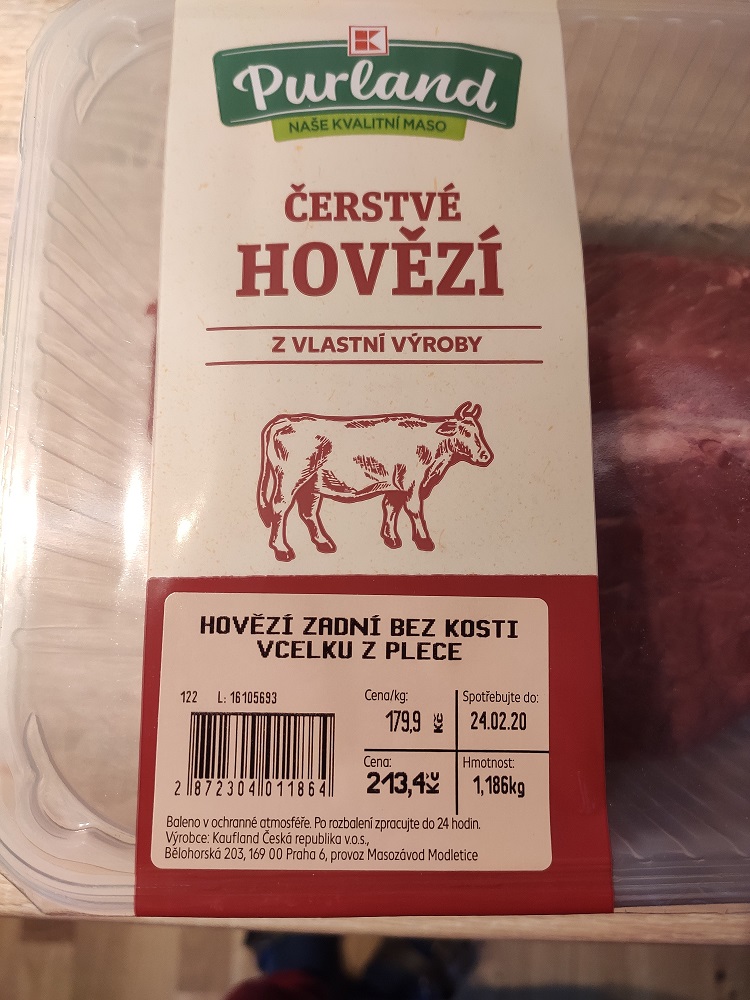 K
Purland
NAŠE KVALITNÍ MASO
ČERSTVÉ
HOVĚZÍ
Z VLASTNÍ VÝROBY
HOVĚZÍ ZADNÍ BEZ KOSTI
VCELKU Z PLECE
122 L: 16105693
Cena/kg: Spotřebujte do:
179,9 Kč 24.02.20
Cena: Hmotnost:
213,4 Kč 1,186kg
2 872304 011864
Baleno v ochranné atmosféře. Po rozbalení zpracujte do 24 hodin.
Výrobce: Kaufland Česká republika v.o.s.,
Bělohorská 203, 169 00 Praha 6, provoz Masozávod Modletice